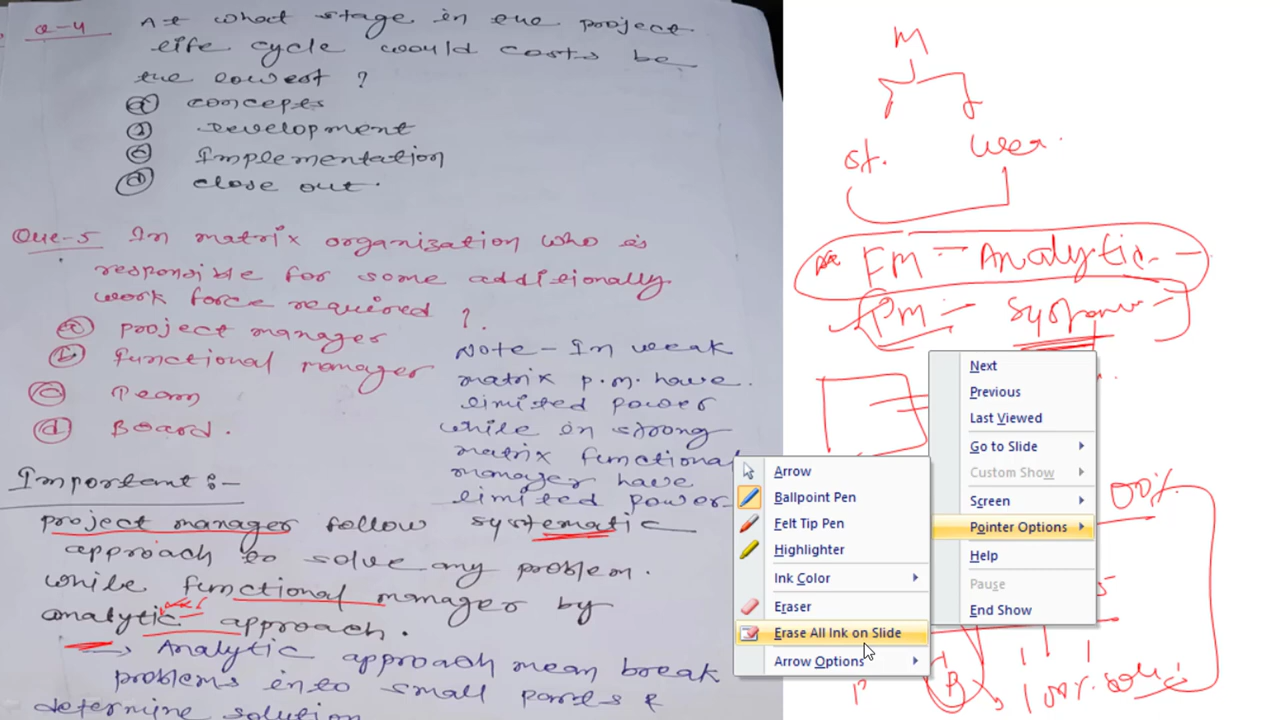 Q-4 At what stage in the project
life cycle would costs be
the lowest ?
(a) concepts
(b) Development
(c) Implementation
(d) close out.
Que-5 In matrix organization who is
responsible for some additionally
work force required ?
(a) project manager
(b) functional manager
(c) Team
(d) Board.
Note - In weak
matrix p.m. have
limited power
while in strong
matrix functional
manager have
limited power
Important :-
project manager follow systematic
approach to solve any problem.
while functional manager by
analytic approach.
→ Analytic approach mean break
problems into small parts &
determine solution
M
st.
FM = Analytic
PM =
00%
B
100%
Next
Previous
Last Viewed
Go to Slide
Custom Show
Screen
Pointer Options
Help
Pause
End Show
Arrow
Ballpoint Pen
Felt Tip Pen
Highlighter
Ink Color
Eraser
Erase All Ink on Slide
Arrow Options